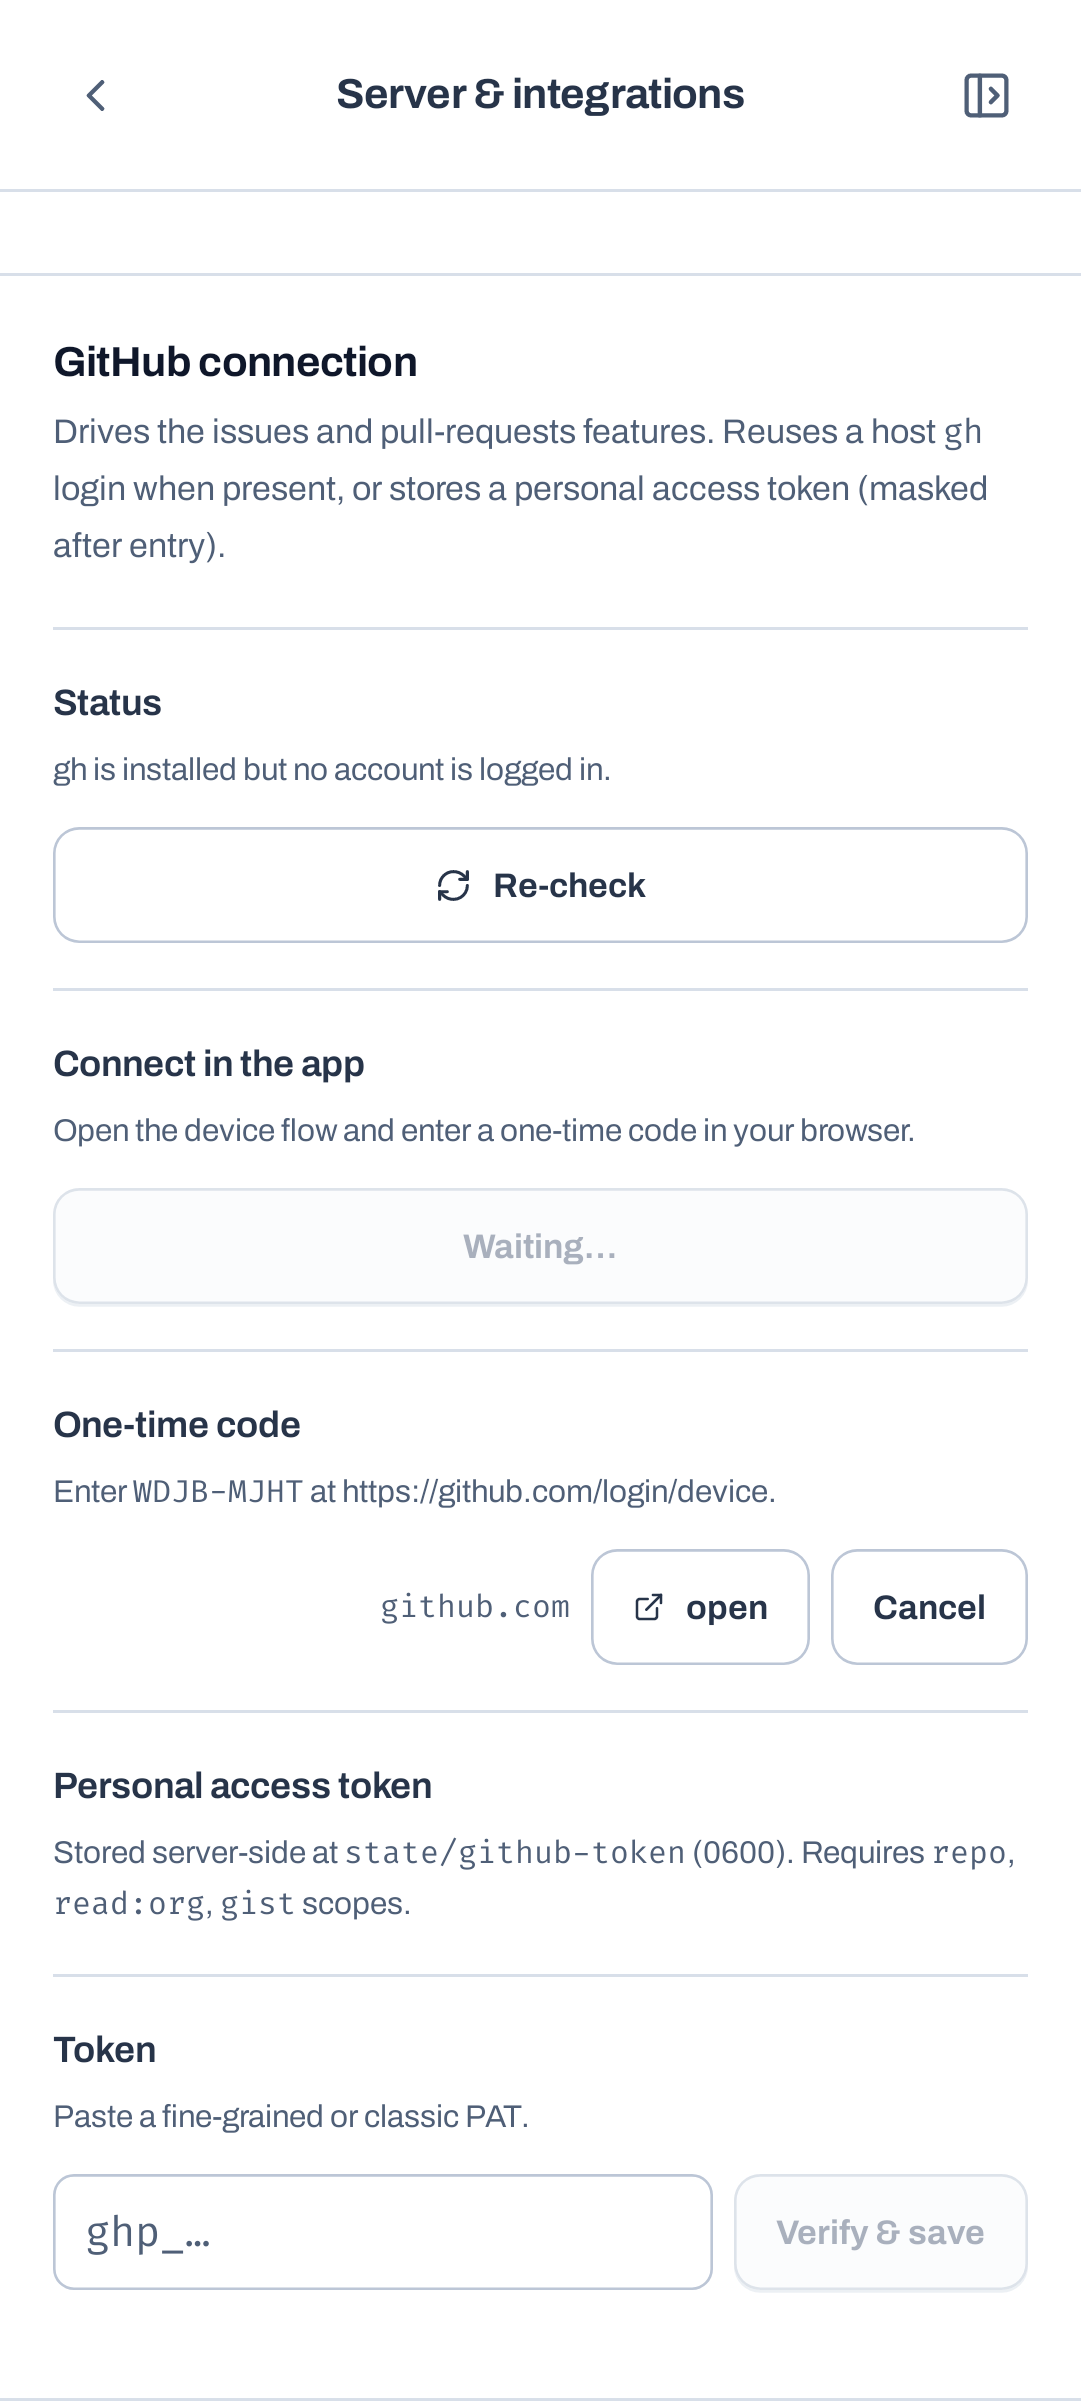 Server & integrations
GitHub connection
Drives the issues and pull-requests features. Reuses a host gh
login when present, or stores a personal access token (masked
after entry).
Status
gh is installed but no account is logged in.
Re-check
Connect in the app
Open the device flow and enter a one-time code in your browser.
Waiting...
One-time code
Enter WDJB-MJHT at https://github.com/login/device.
github.com open Cancel
Personal access token
Stored server-side at state/github-token (0600). Requires repo,
read:org, gist scopes.
Token
Paste a fine-grained or classic PAT.
ghp_… Verify & save